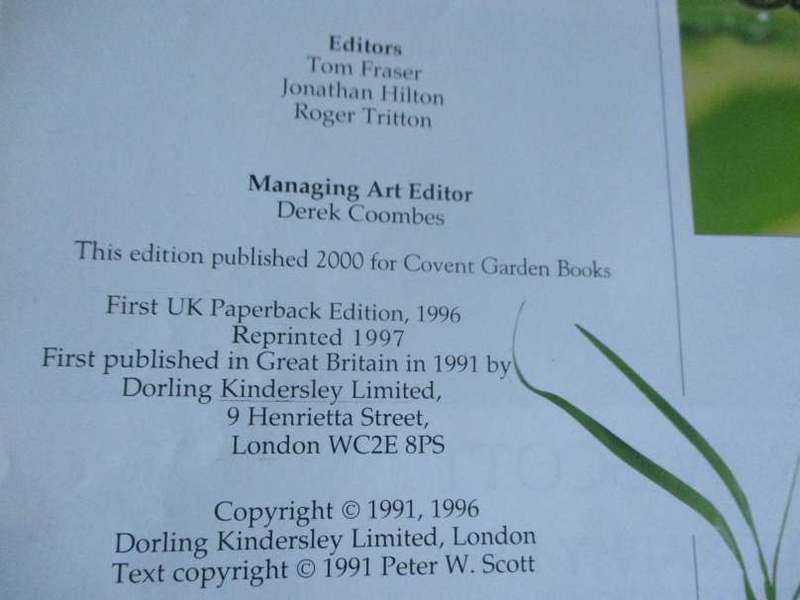 Editors
Tom Fraser
Jonathan Hilton
Roger Tritton
Managing Art Editor
Derek Coombes
This edition published 2000 for Covent Garden Books
First UK Paperback Edition, 1996
Reprinted 1997
First published in Great Britain in 1991 by
Dorling Kindersley Limited,
9 Henrietta Street,
London WC2E 8PS
Copyright © 1991, 1996
Dorling Kindersley Limited, London
Text copyright © 1991 Peter W. Scott